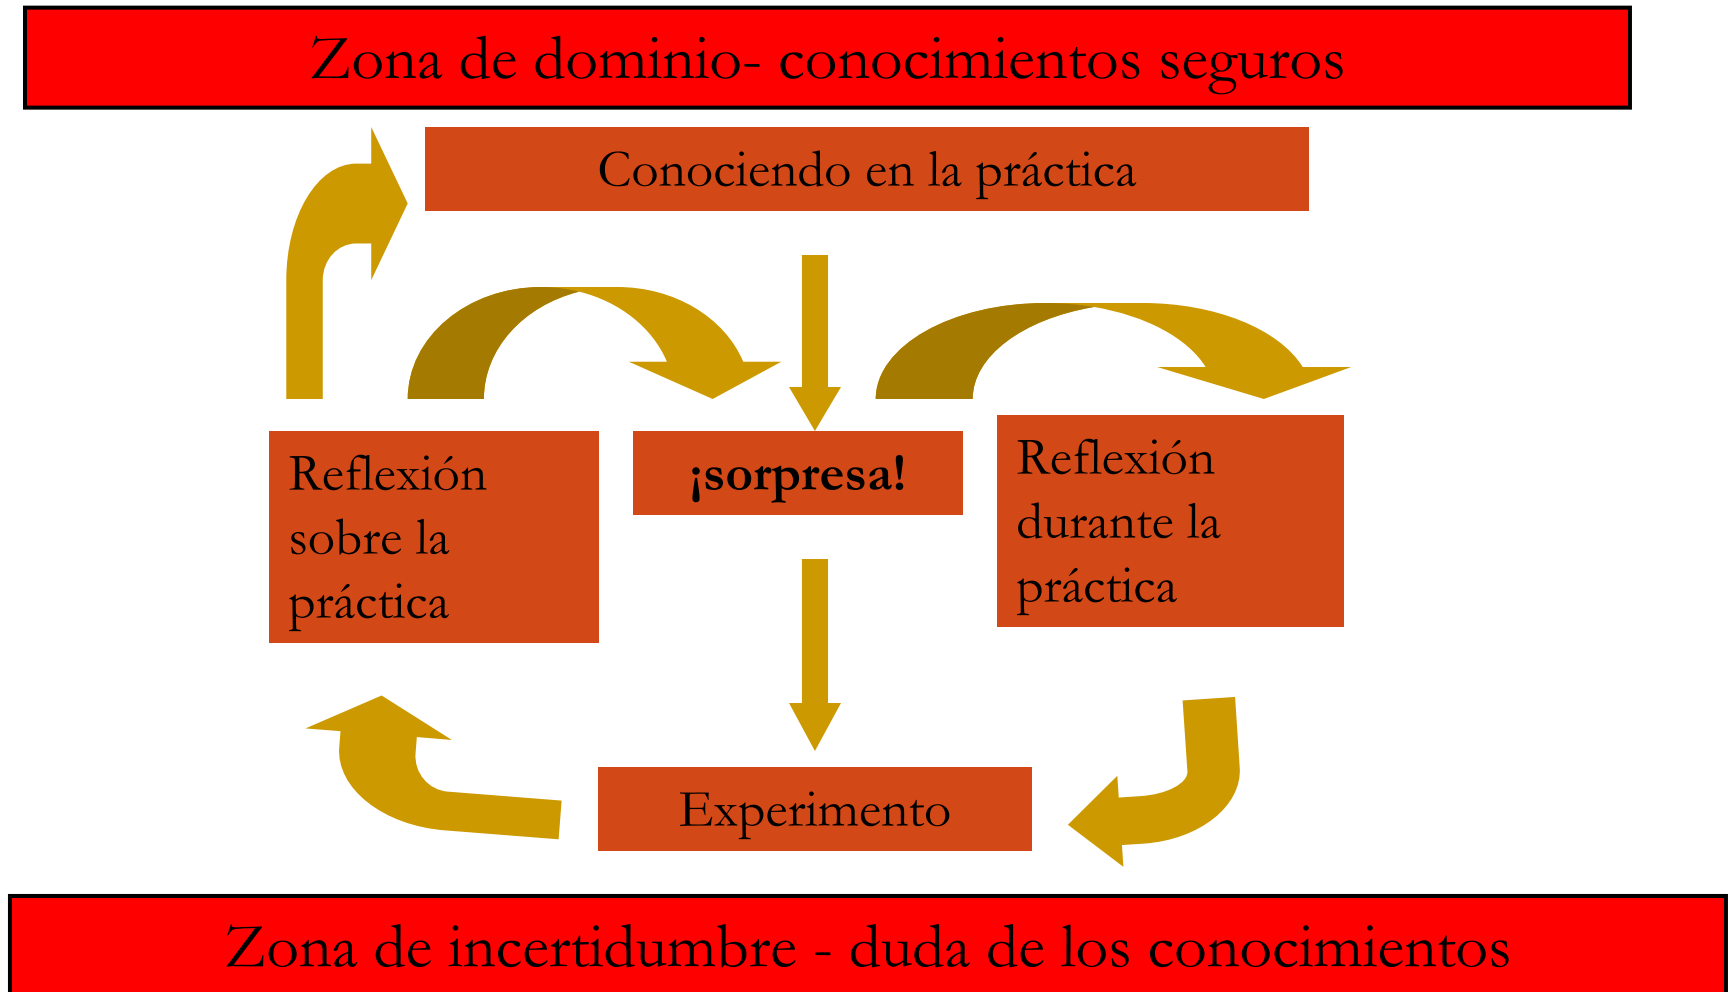 Zona de dominio- conocimientos seguros
Conociendo en la práctica
Reflexión
sobre la
práctica
¡sorpresa!
Reflexión
durante la
práctica
Experimento
Zona de incertidumbre - duda de los conocimientos